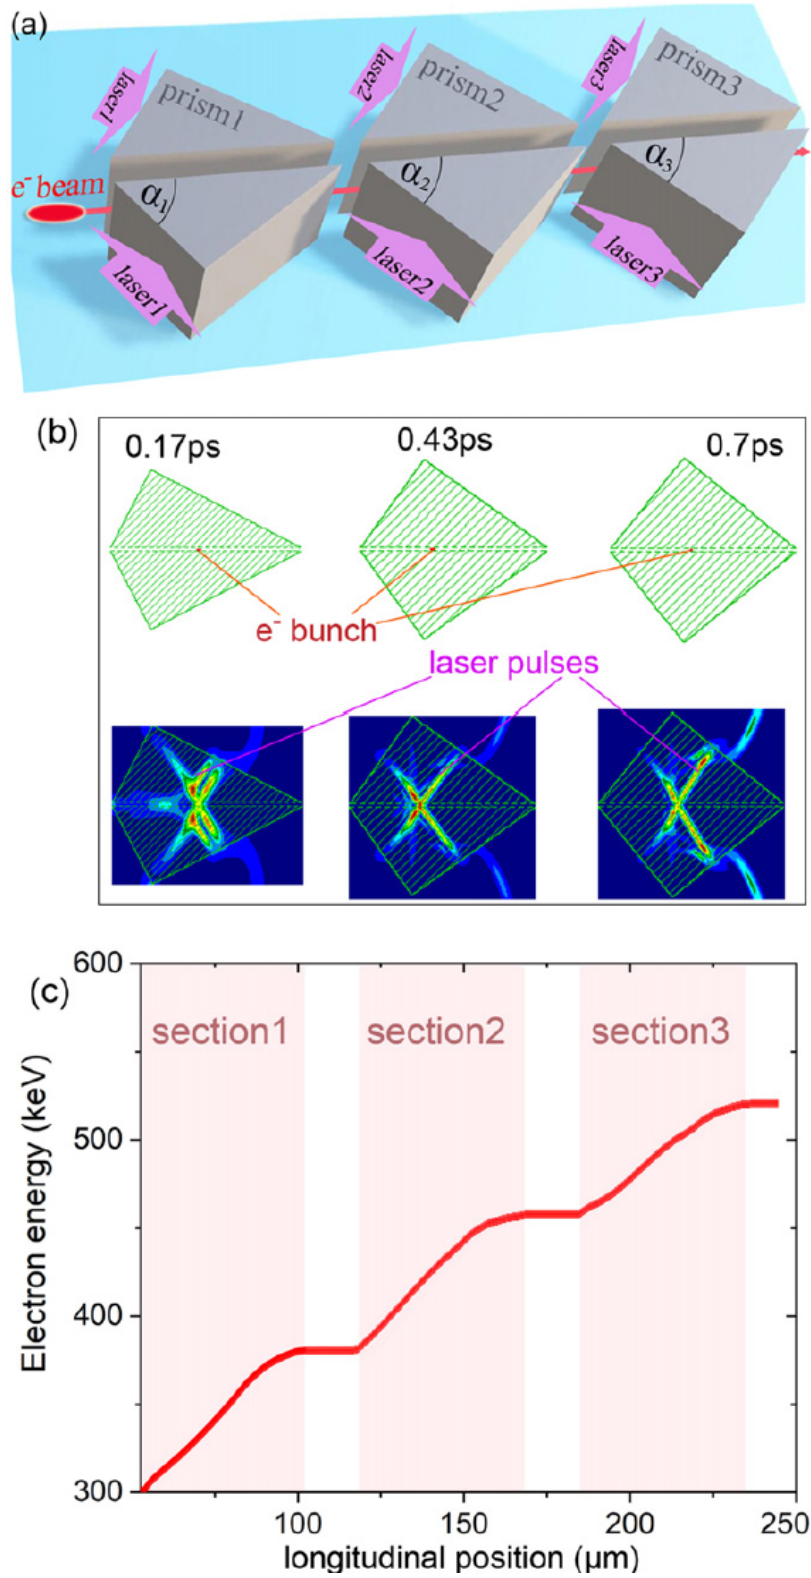 (a)
laser1
laser2
laser3
prism1
prism2
prism3
e⁻ beam
α₁
α₂
α₃
laser1
laser2
laser3
(b)
0.17ps
0.43ps
0.7ps
e⁻ bunch
laser pulses
(c)
600
section1
section2
section3
500
400
300
Electron energy (keV)
100
150
200
250
longitudinal position (μm)